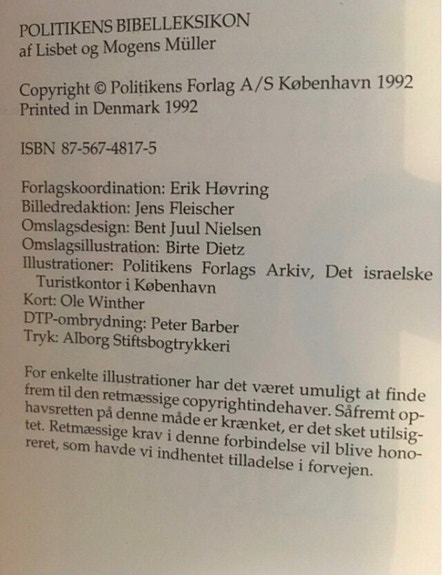 POLITIKENS BIBELLEKSIKON
af Lisbet og Mogens Müller
Copyright © Politikens Forlag A/S København 1992
Printed in Denmark 1992
ISBN 87-567-4817-5
Forlagskoordination: Erik Høvring
Billedredaktion: Jens Fleischer
Omslagsdesign: Bent Juul Nielsen
Omslagsillustration: Birte Dietz
Illustrationer: Politikens Forlags Arkiv, Det israelske
Turistkontor i København
Kort: Ole Winther
DTP-ombrydning: Peter Barber
Tryk: Alborg Stiftsbogtrykkeri
For enkelte illustrationer har det været umuligt at finde
frem til den retmæssige copyrightindehaver. Såfremt op-
havsretten på denne måde er krænket, er det sket utilsig-
tet. Retmæssige krav i denne forbindelse vil blive hono-
reret, som havde vi indhentet tilladelse i forvejen.